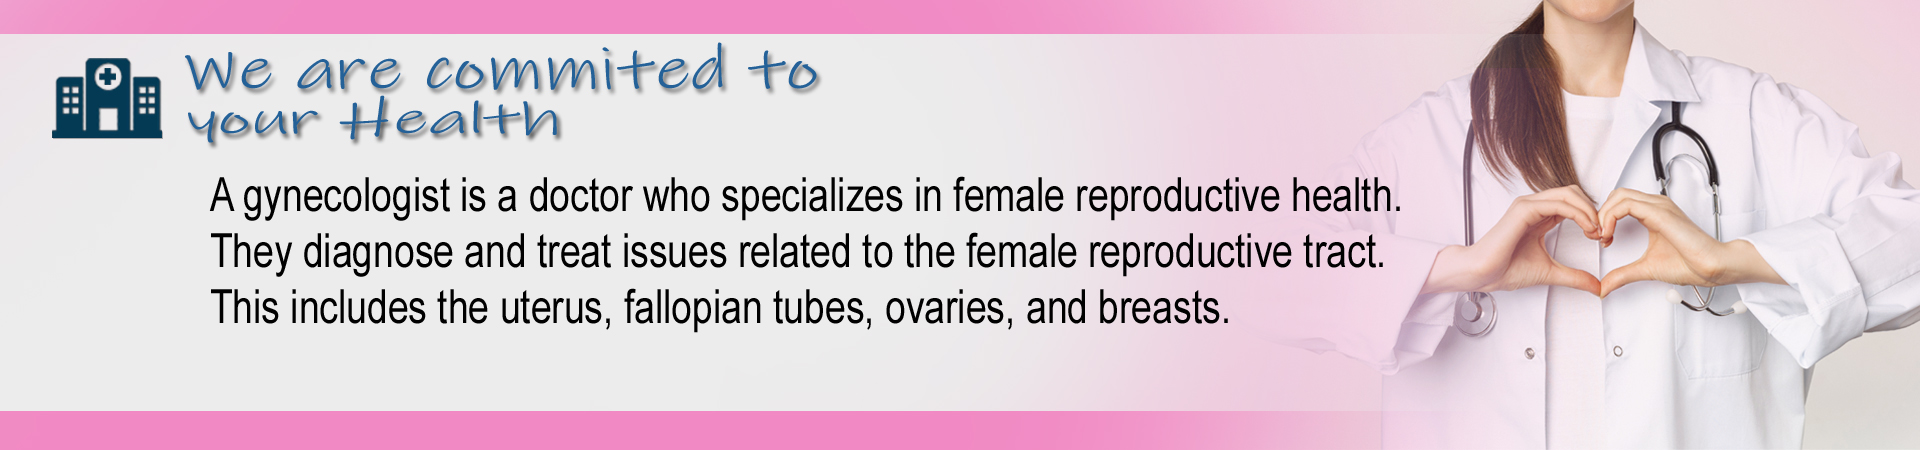 We are commited to
your Health
A gynecologist is a doctor who specializes in female reproductive health.
They diagnose and treat issues related to the female reproductive tract.
This includes the uterus, fallopian tubes, ovaries, and breasts.